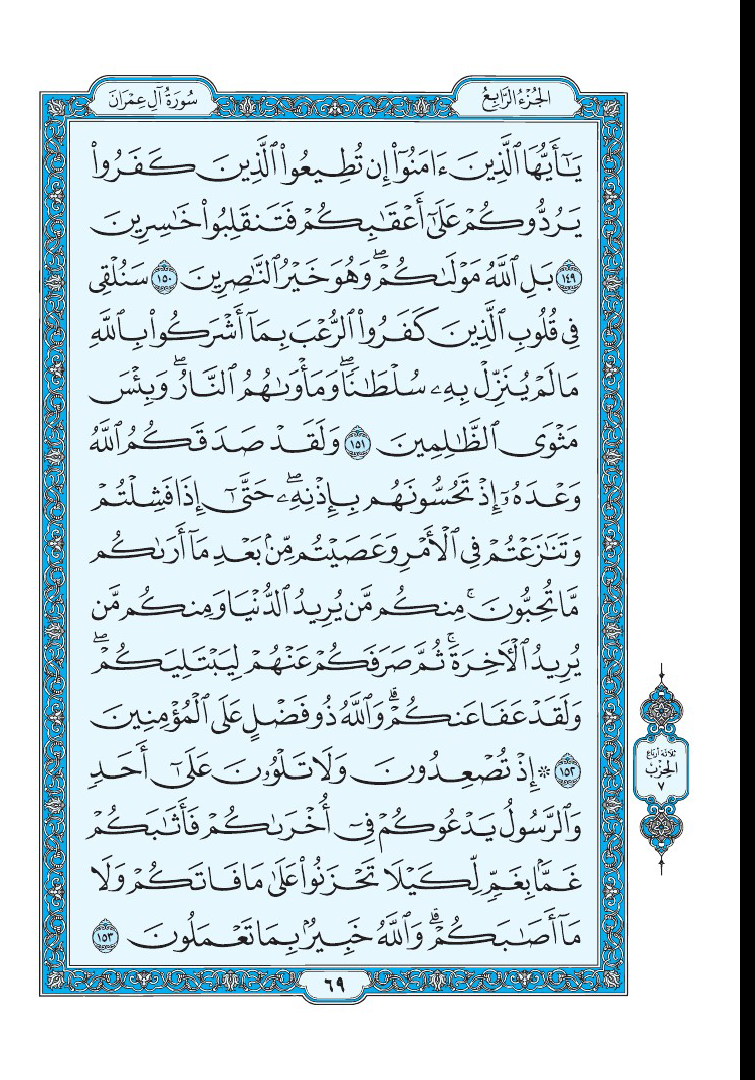 الجُزْءُ الرَّابِعُ
سُورَةُ آلِ عِمْرَانَ
يَـٰٓأَيُّهَا ٱلَّذِينَ ءَامَنُوٓا۟ إِن تُطِيعُوا۟ ٱلَّذِينَ كَفَرُوا۟
يَرُدُّوكُمْ عَلَىٰٓ أَعْقَـٰبِكُمْ فَتَنقَلِبُوا۟ خَـٰسِرِينَ
١٤٩ بَلِ ٱللَّهُ مَوْلَىٰكُمْ ۖ وَهُوَ خَيْرُ ٱلنَّـٰصِرِينَ ١٥٠ سَنُلْقِى
فِى قُلُوبِ ٱلَّذِينَ كَفَرُوا۟ ٱلرُّعْبَ بِمَآ أَشْرَكُوا۟ بِٱللَّهِ
مَا لَمْ يُنَزِّلْ بِهِۦ سُلْطَـٰنًا ۖ وَمَأْوَىٰهُمُ ٱلنَّارُ ۖ وَبِئْسَ
مَثْوَى ٱلظَّـٰلِمِينَ ١٥١ وَلَقَدْ صَدَقَكُمُ ٱللَّهُ
وَعْدَهُۥٓ إِذْ تَحُسُّونَهُم بِإِذْنِهِۦ ۖ حَتَّىٰٓ إِذَا فَشِلْتُمْ
وَتَنَـٰزَعْتُمْ فِى ٱلْأَمْرِ وَعَصَيْتُم مِّنۢ بَعْدِ مَآ أَرَىٰكُم
مَّا تُحِبُّونَ ۚ مِنكُم مَّن يُرِيدُ ٱلدُّنْيَا وَمِنكُم مَّن
يُرِيدُ ٱلْـَٔاخِرَةَ ۚ ثُمَّ صَرَفَكُمْ عَنْهُمْ لِيَبْتَلِيَكُمْ ۖ
وَلَقَدْ عَفَا عَنكُمْ ۗ وَٱللَّهُ ذُو فَضْلٍ عَلَى ٱلْمُؤْمِنِينَ
١٥٢ ۞ إِذْ تُصْعِدُونَ وَلَا تَلْوُۥنَ عَلَىٰٓ أَحَدٍ
وَٱلرَّسُولُ يَدْعُوكُمْ فِىٓ أُخْرَىٰكُمْ فَأَثَـٰبَكُمْ
غَمًّۢا بِغَمٍّ لِّكَيْلَا تَحْزَنُوا۟ عَلَىٰ مَا فَاتَكُمْ وَلَا
مَآ أَصَـٰبَكُمْ ۗ وَٱللَّهُ خَبِيرٌۢ بِمَا تَعْمَلُونَ ١٥٣
ثلاثة أرباع
الحِزْبُ
٧
٦٩